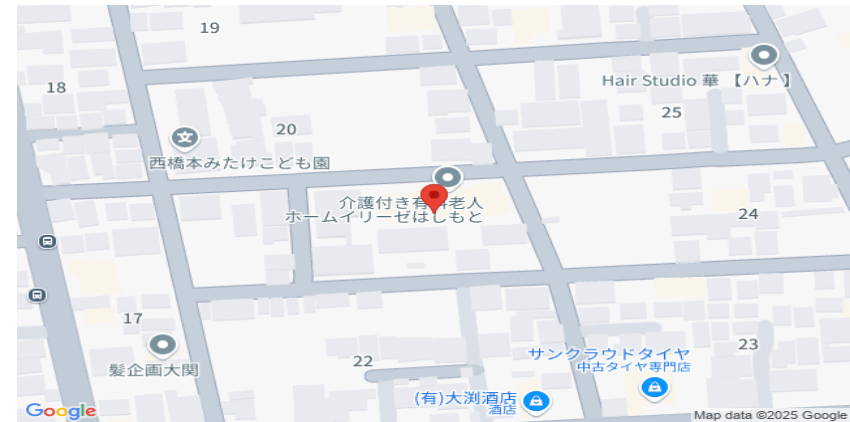 19
18
Hair Studio 華 【ハナ】
25
20
西橋本みたけこども園
介護付き有料老人
ホームイリーゼはしもと
24
17
髪企画大関
22
サンクラウドタイヤ
中古タイヤ専門店
23
(有)大渕酒店
酒店
Google
Map data ©2025 Google